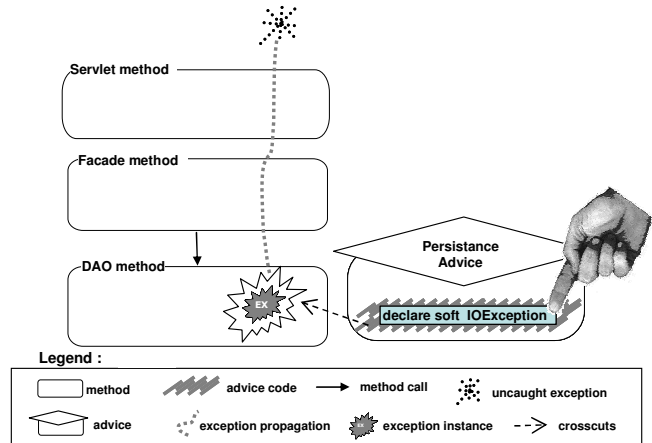 Servlet method
Facade method
DAO method
EX
Persistance
Advice
declare soft IOException
Legend :
method
advice code
method call
uncaught exception
advice
exception propagation
exception instance
crosscuts